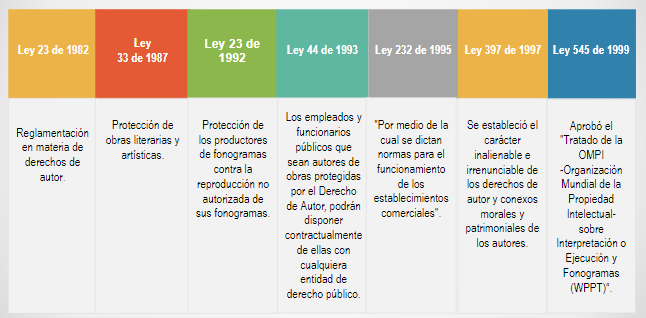 Ley 23 de 1982
Reglamentación
en materia de
derechos de
autor.
Ley
33 de 1987
Protección de
obras literarias y
artísticas.
Ley 23 de
1992
Protección de
los productores
de fonogramas
contra la
reproducción no
autorizada de
sus fonogramas.
Ley 44 de 1993
Los empleados y
funcionarios
públicos que
sean autores de
obras protegidas
por el Derecho
de Autor, podrán
disponer
contractualmente
de ellas con
cualquiera
entidad de
derecho público.
Ley 232 de 1995
"Por medio de la
cual se dictan
normas para el
funcionamiento
de los
establecimientos
comerciales".
Ley 397 de 1997
Se estableció el
carácter
inalienable e
irrenunciable de
los derechos de
autor y conexos
morales y
patrimoniales de
los autores.
Ley 545 de 1999
Aprobó el
"Tratado de la
OMPI
-Organización
Mundial de la
Propiedad
Intelectual-
sobre
Interpretación o
Ejecución y
Fonogramas
(WPPT)".